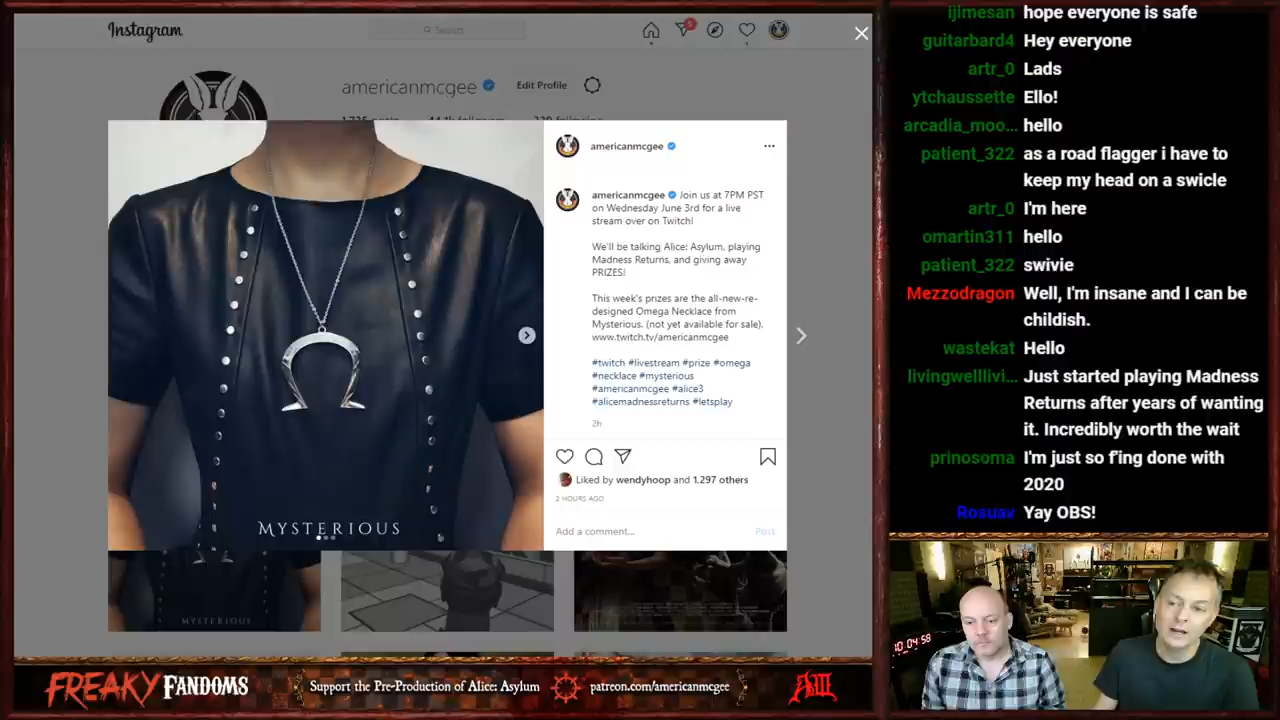 Instagram
Search
5
americanmcgee
Edit Profile
americanmcgee
americanmcgee Join us at 7PM PST
on Wednesday June 3rd for a live
stream over on Twitch!
We'll be talking Alice: Asylum, playing
Madness Returns, and giving away
PRIZES!
This week's prizes are the all-new-re-
designed Omega Necklace from
Mysterious. (not yet available for sale).
www.twitch.tv/americanmcgee
#twitch #livestream #prize #omega
#necklace #mysterious
#americanmcgee #alice3
#alicemadnessreturns #letsplay
2h
Liked by wendyhoop and 1,297 others
2 HOURS AGO
Add a comment...
Post
MYSTERIOUS
MYSTERIOUS
ijimesan hope everyone is safe
guitarbard4 Hey everyone
artr_0 Lads
ytchaussette Ello!
arcadia_moo... hello
patient_322 as a road flagger i have to
keep my head on a swicle
artr_0 I'm here
omartin311 hello
patient_322 swivie
Mezzodragon Well, I'm insane and I can be
childish.
wastekat Hello
livingwelllivi... Just started playing Madness
Returns after years of wanting
it. Incredibly worth the wait
prinosoma I'm just so f'ing done with
2020
Rosuav Yay OBS!
10:04:58
FREAKY FANDOMS
Support the Pre-Production of Alice: Asylum
patreon.com/americanmcgee